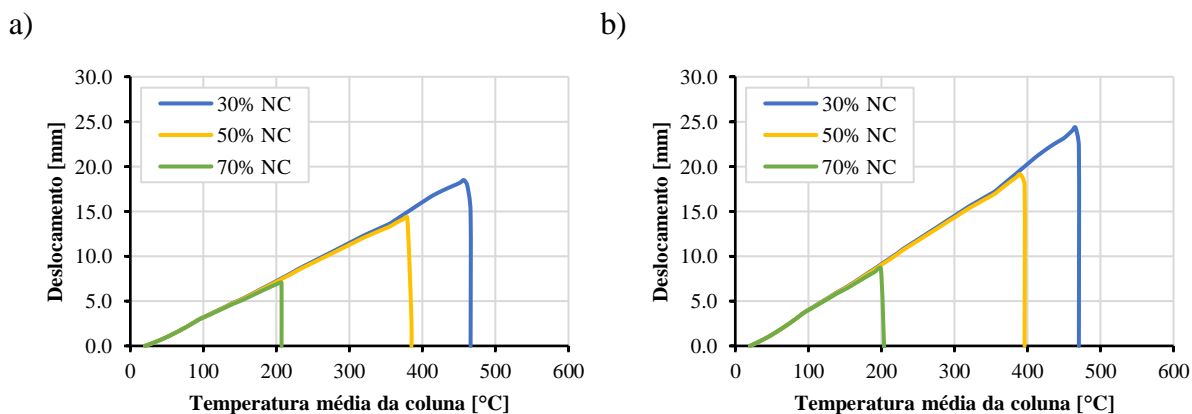 a)
b)
30.0
25.0
20.0
15.0
10.0
5.0
0.0
Deslocamento [mm]
30% NC
50% NC
70% NC
0 100 200 300 400 500 600
Temperatura média da coluna [°C]
30.0
25.0
20.0
15.0
10.0
5.0
0.0
Deslocamento [mm]
30% NC
50% NC
70% NC
0 100 200 300 400 500 600
Temperatura média da coluna [°C]